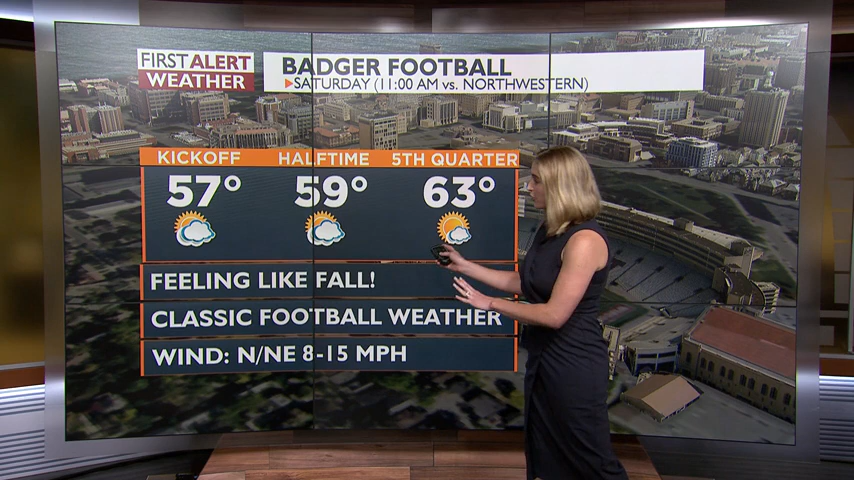 FIRST ALERT
WEATHER
BADGER FOOTBALL
SATURDAY (11:00 AM vs. NORTHWESTERN)
KICKOFF HALFTIME 5TH QUARTER
57° 59° 63°
FEELING LIKE FALL!
CLASSIC FOOTBALL WEATHER
WIND: N/NE 8-15 MPH